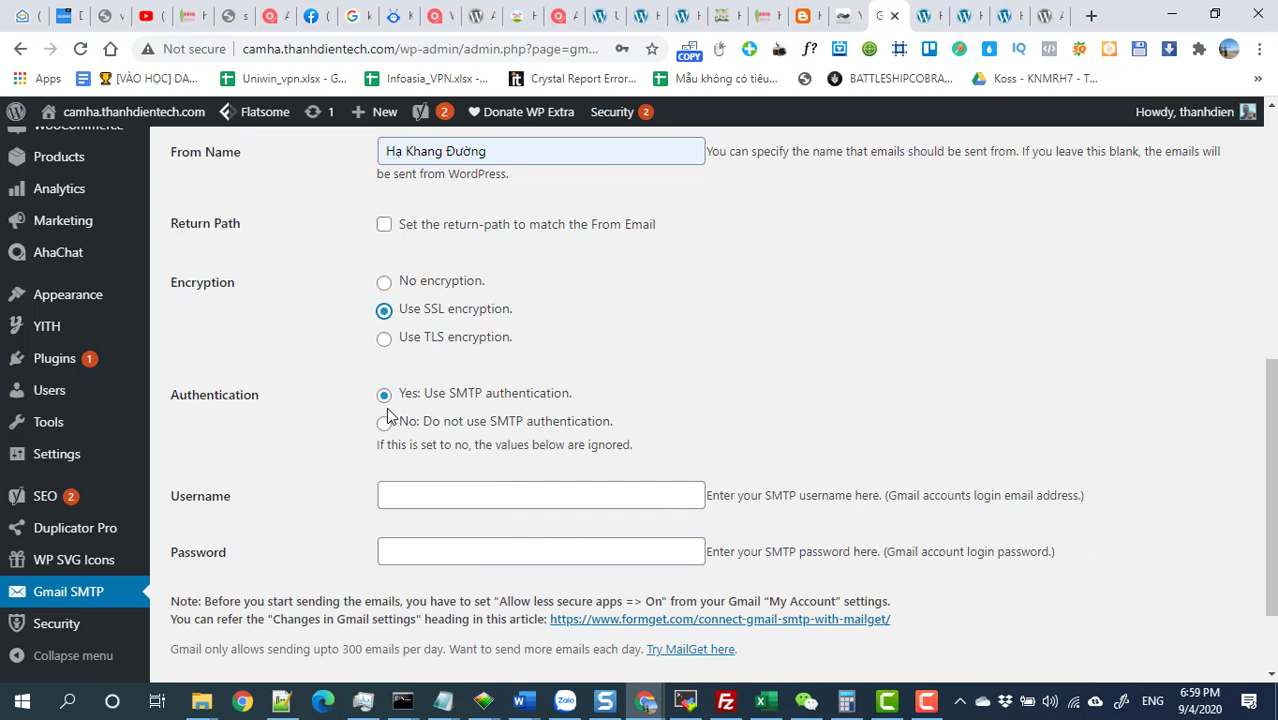 Not secure
camha.thanhdientech.com/wp-admin/admin.php?page=gm...
COPY
Apps
[VÀO HỌC] DA...
Uniwin_vpn.xlsx - G...
Infoasia_VPN.xlsx...
Crystal Report Error...
Mẫu không có tiêu...
BATTLESHIPCOBRA...
Koss - KNMRH7 - T...
camha.thanhdientech.com
Flatsome
1
New
2
Donate WP Extra
Security 2
Howdy, thanhdien
WooCommerce
Products
Analytics
Marketing
AhaChat
Appearance
YITH
Plugins 1
Users
Tools
Settings
SEO 2
Duplicator Pro
WP SVG Icons
Gmail SMTP
Security
Collapse menu
From Name
Hạ Khang Đường
You can specify the name that emails should be sent from. If you leave this blank, the emails will
be sent from WordPress.
Return Path
Set the return-path to match the From Email
Encryption
No encryption.
Use SSL encryption.
Use TLS encryption.
Authentication
Yes: Use SMTP authentication.
No: Do not use SMTP authentication.
If this is set to no, the values below are ignored.
Username
Enter your SMTP username here. (Gmail accounts login email address.)
Password
Enter your SMTP password here. (Gmail account login password.)
Note: Before you start sending the emails, you have to set "Allow less secure apps => On" from your Gmail “My Account” settings.
You can refer the "Changes in Gmail settings" heading in this article: https://www.formget.com/connect-gmail-smtp-with-mailget/
Gmail only allows sending upto 300 emails per day. Want to send more emails each day. Try MailGet here.
ENG
6:59 PM
9/4/2020